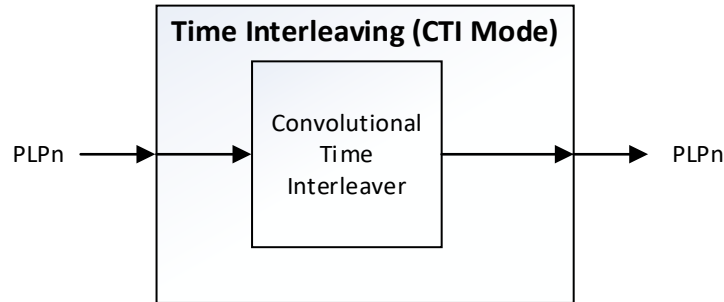 Time Interleaving (CTI Mode)
Convolutional
Time
Interleaver
PLPn
PLPn